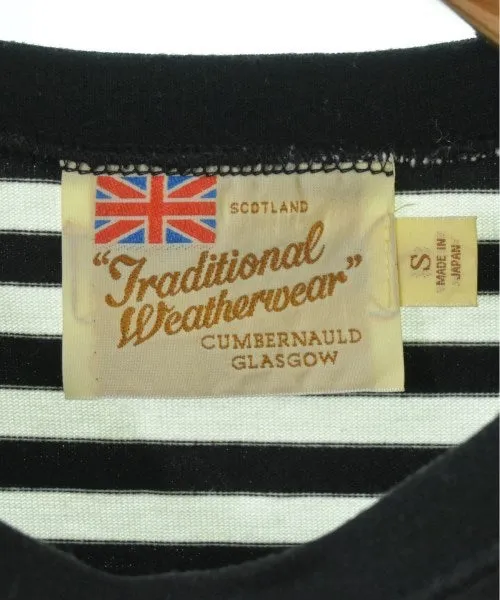 SCOTLAND
"Traditional
Weatherwear"
CUMBERNAULD
GLASGOW
S
MADE IN
JAPAN